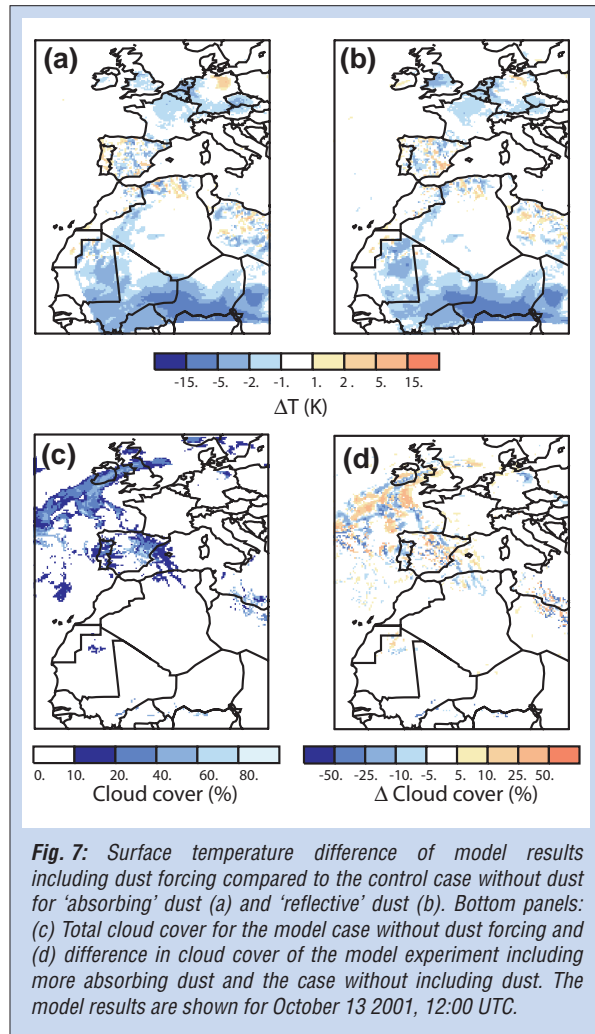 (a)
(b)
-15. -5. -2. -1. 1. 2. 5. 15.
ΔT (K)
(c)
(d)
0. 10. 20. 40. 60. 80.
Cloud cover (%)
-50. -25. -10. -5. 5. 10. 25. 50.
Δ Cloud cover (%)
Fig. 7: Surface temperature difference of model results
including dust forcing compared to the control case without dust
for ‘absorbing’ dust (a) and ‘reflective’ dust (b). Bottom panels:
(c) Total cloud cover for the model case without dust forcing and
(d) difference in cloud cover of the model experiment including
more absorbing dust and the case without including dust. The
model results are shown for October 13 2001, 12:00 UTC.